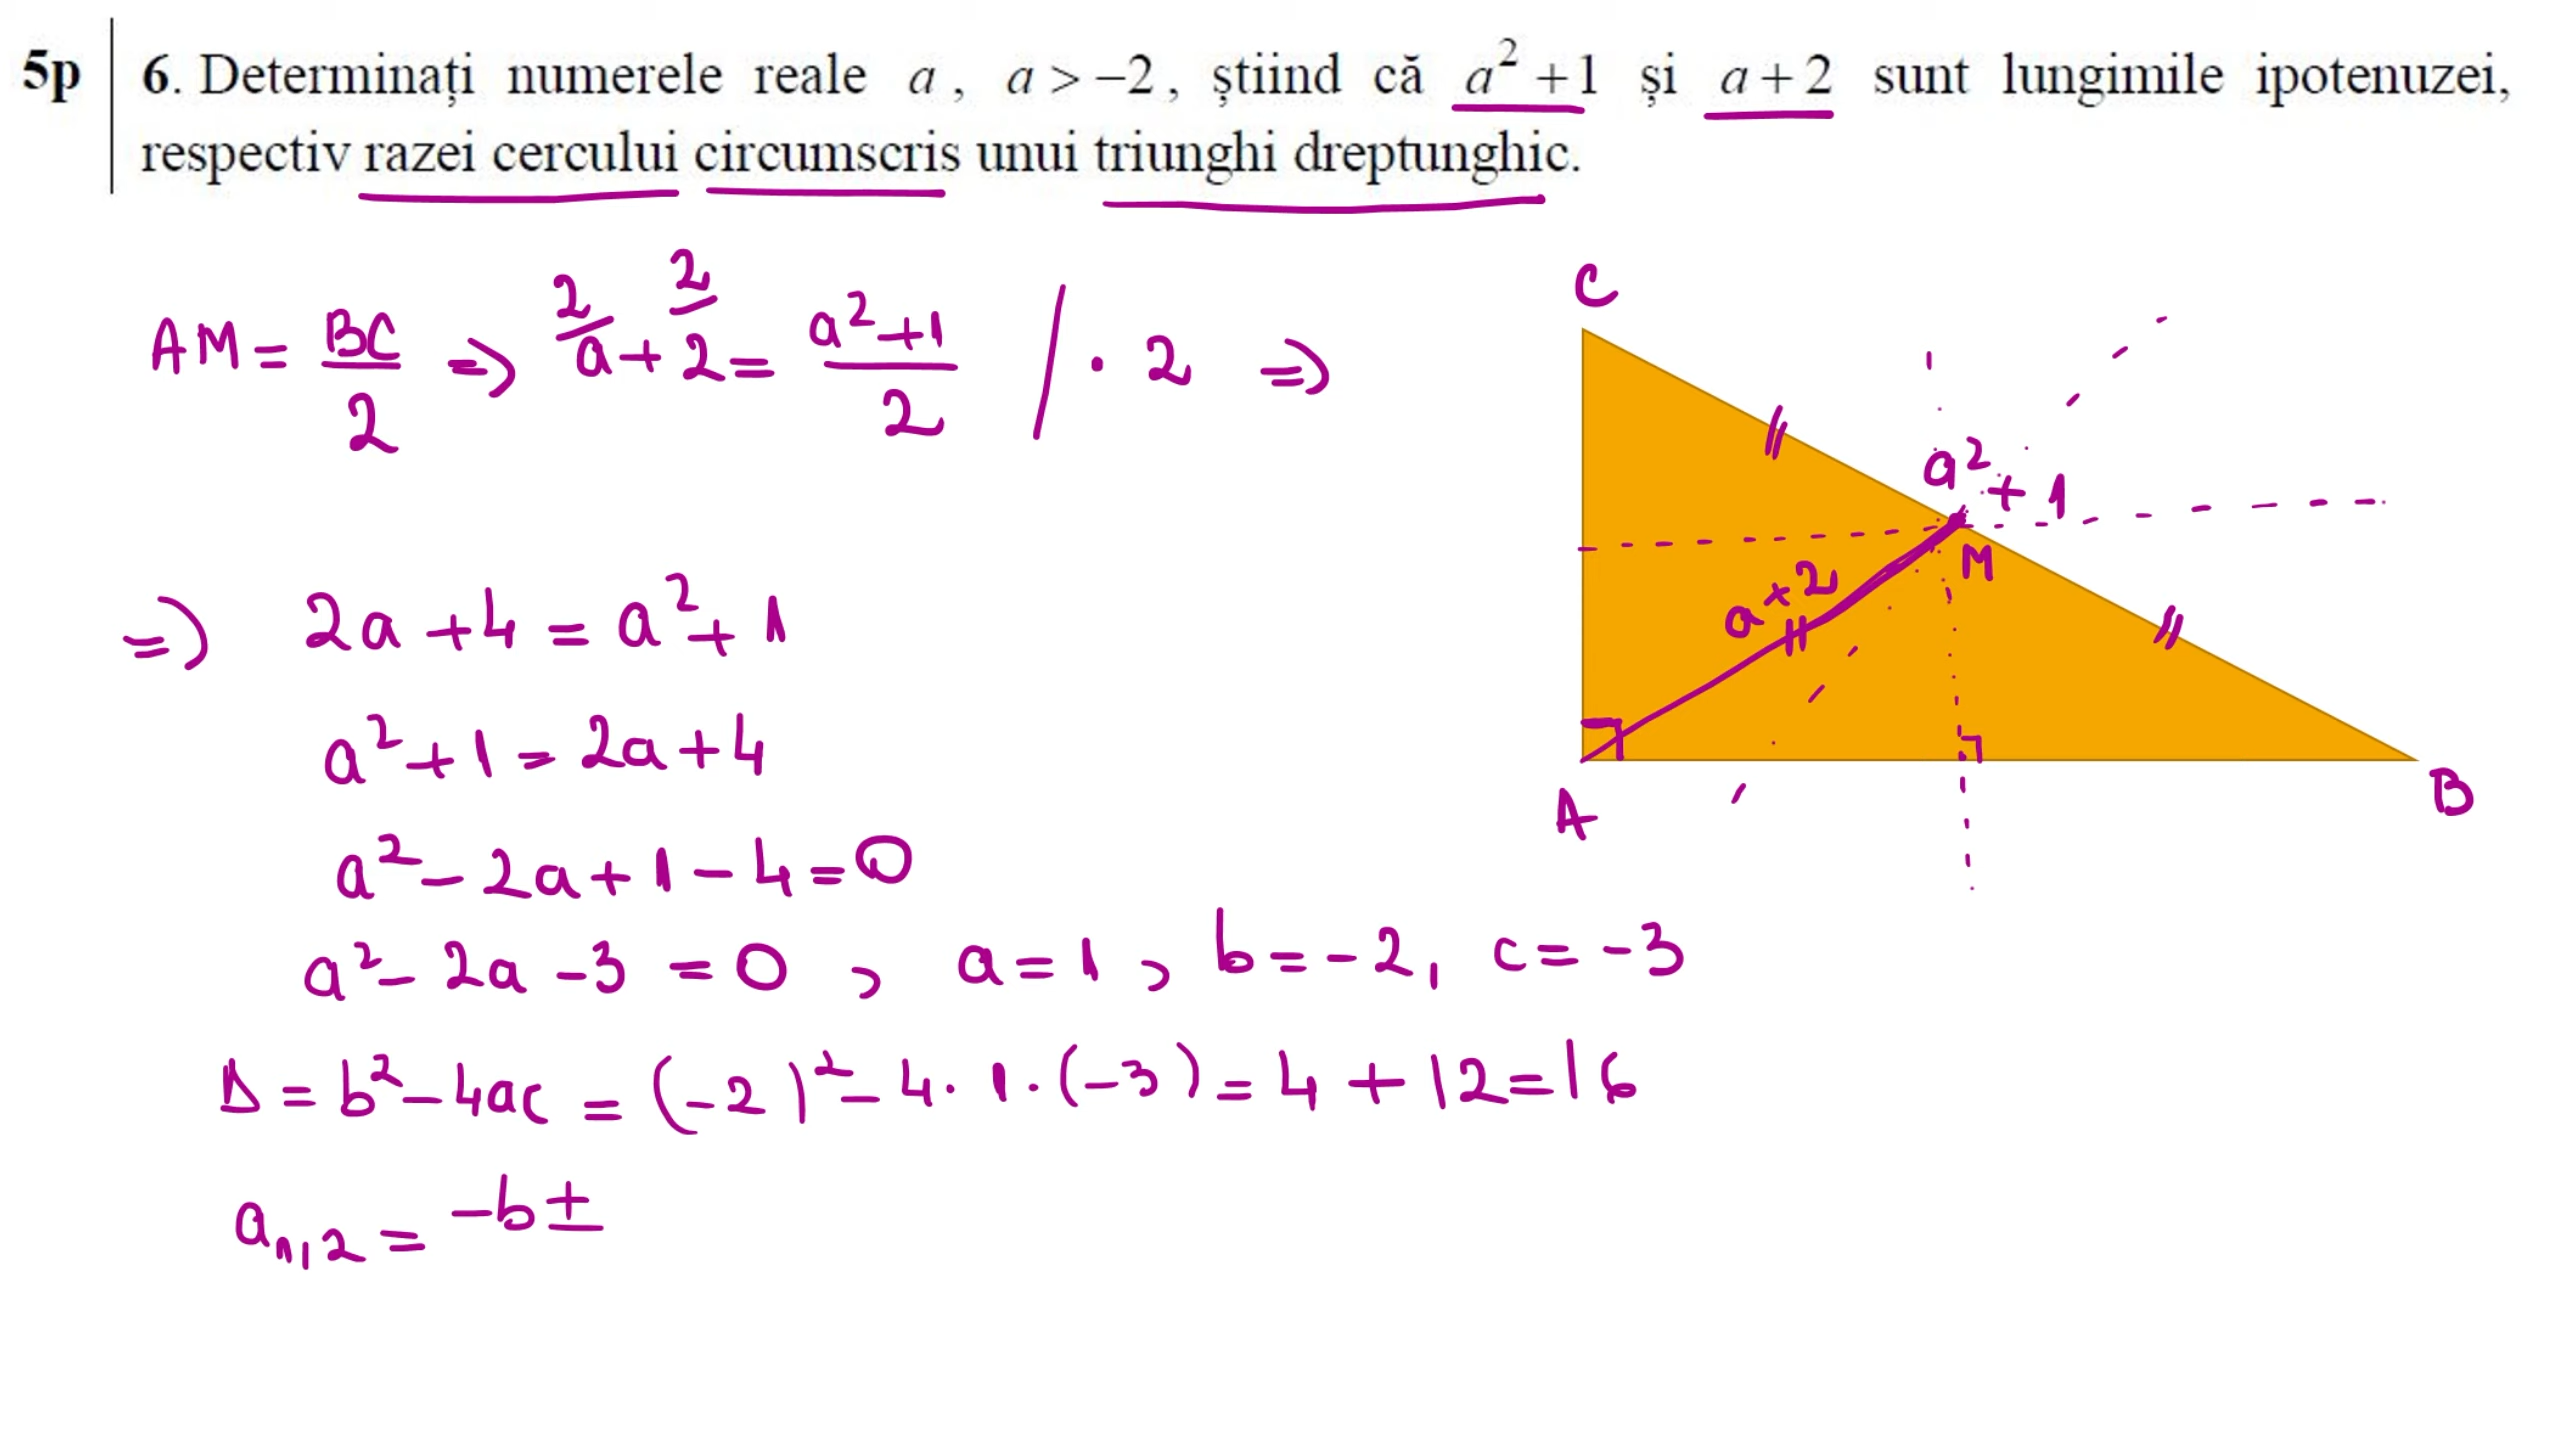 5p 6. Determinați numerele reale a, a > −2, știind că a² +1 și a+2 sunt lungimile ipotenuzei,
respectiv razei cercului circumscris unui triunghi dreptunghic.
AM = BC/2 => ²⁄a + ²⁄2 = (a²+1)/2 / · 2 =>
=> 2a + 4 = a² + 1
a² + 1 = 2a + 4
a² − 2a + 1 − 4 = 0
a² − 2a − 3 = 0 , a = 1 , b = −2, c = −3
Δ = b² − 4ac = (−2)² − 4 · 1 · (−3) = 4 + 12 = 16
a₁,₂ = −b ±
C
a² + 1
M
a + 2
A
B